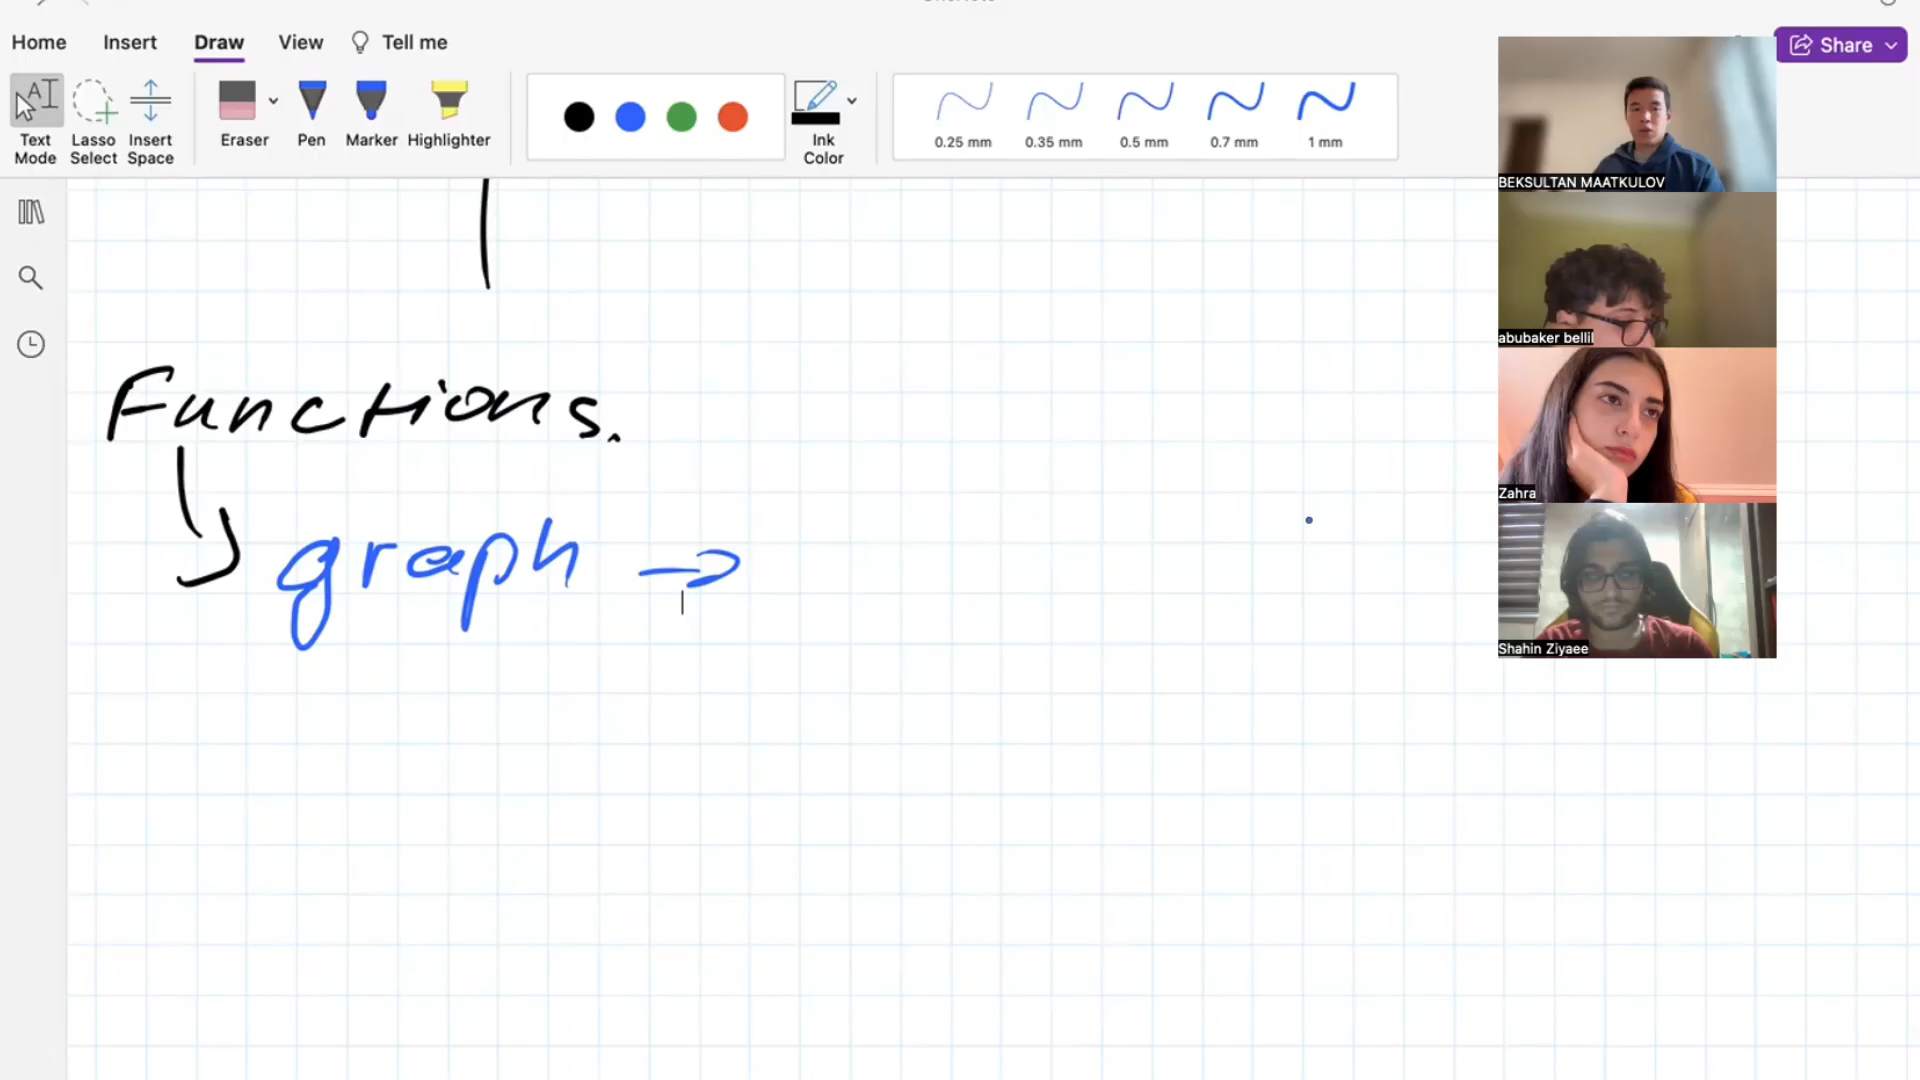 Home Insert Draw View Tell me
Share
Text Mode
Lasso Select
Insert Space
Eraser
Pen
Marker
Highlighter
Ink Color
0.25 mm
0.35 mm
0.5 mm
0.7 mm
1 mm
BEKSULTAN MAATKULOV
abubaker bellil
Zahra
Shahin Ziyaee
Functions.
graph →